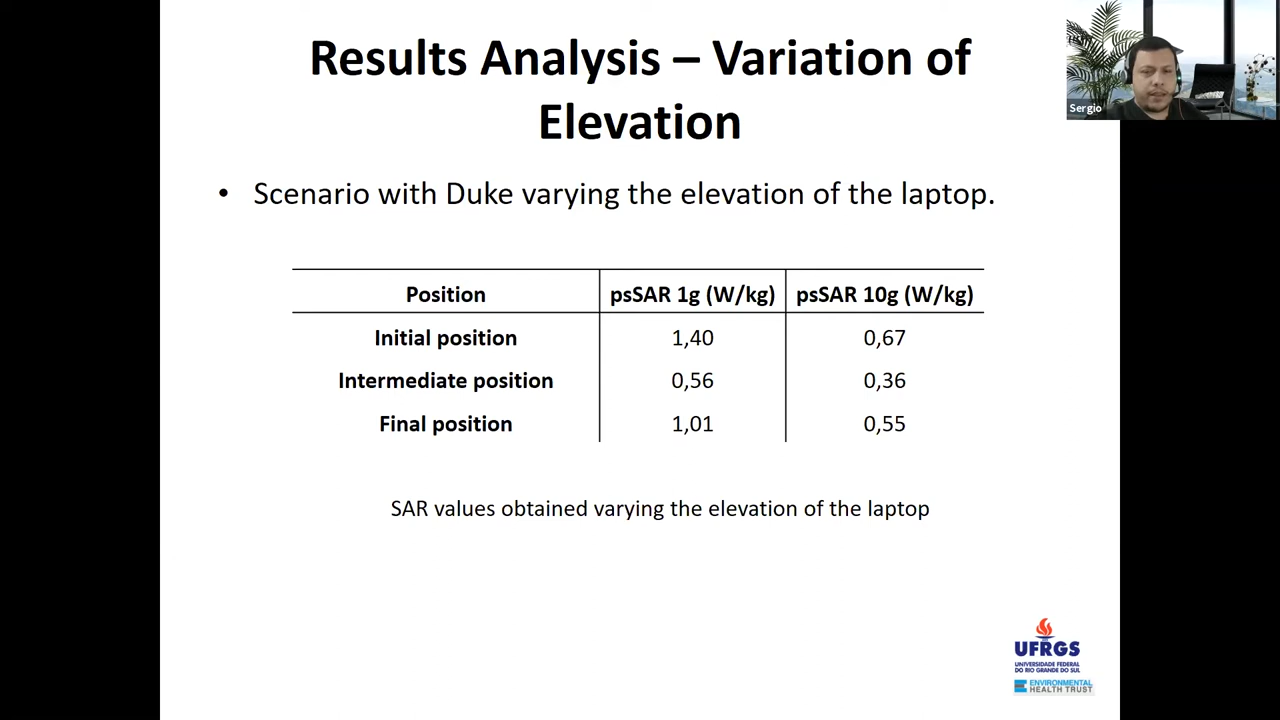 Results Analysis – Variation of
Elevation
Sergio
• Scenario with Duke varying the elevation of the laptop.
Position psSAR 1g (W/kg) psSAR 10g (W/kg)
Initial position 1,40 0,67
Intermediate position 0,56 0,36
Final position 1,01 0,55
SAR values obtained varying the elevation of the laptop
UFRGS
UNIVERSIDADE FEDERAL
DO RIO GRANDE DO SUL
ENVIRONMENTAL
HEALTH TRUST